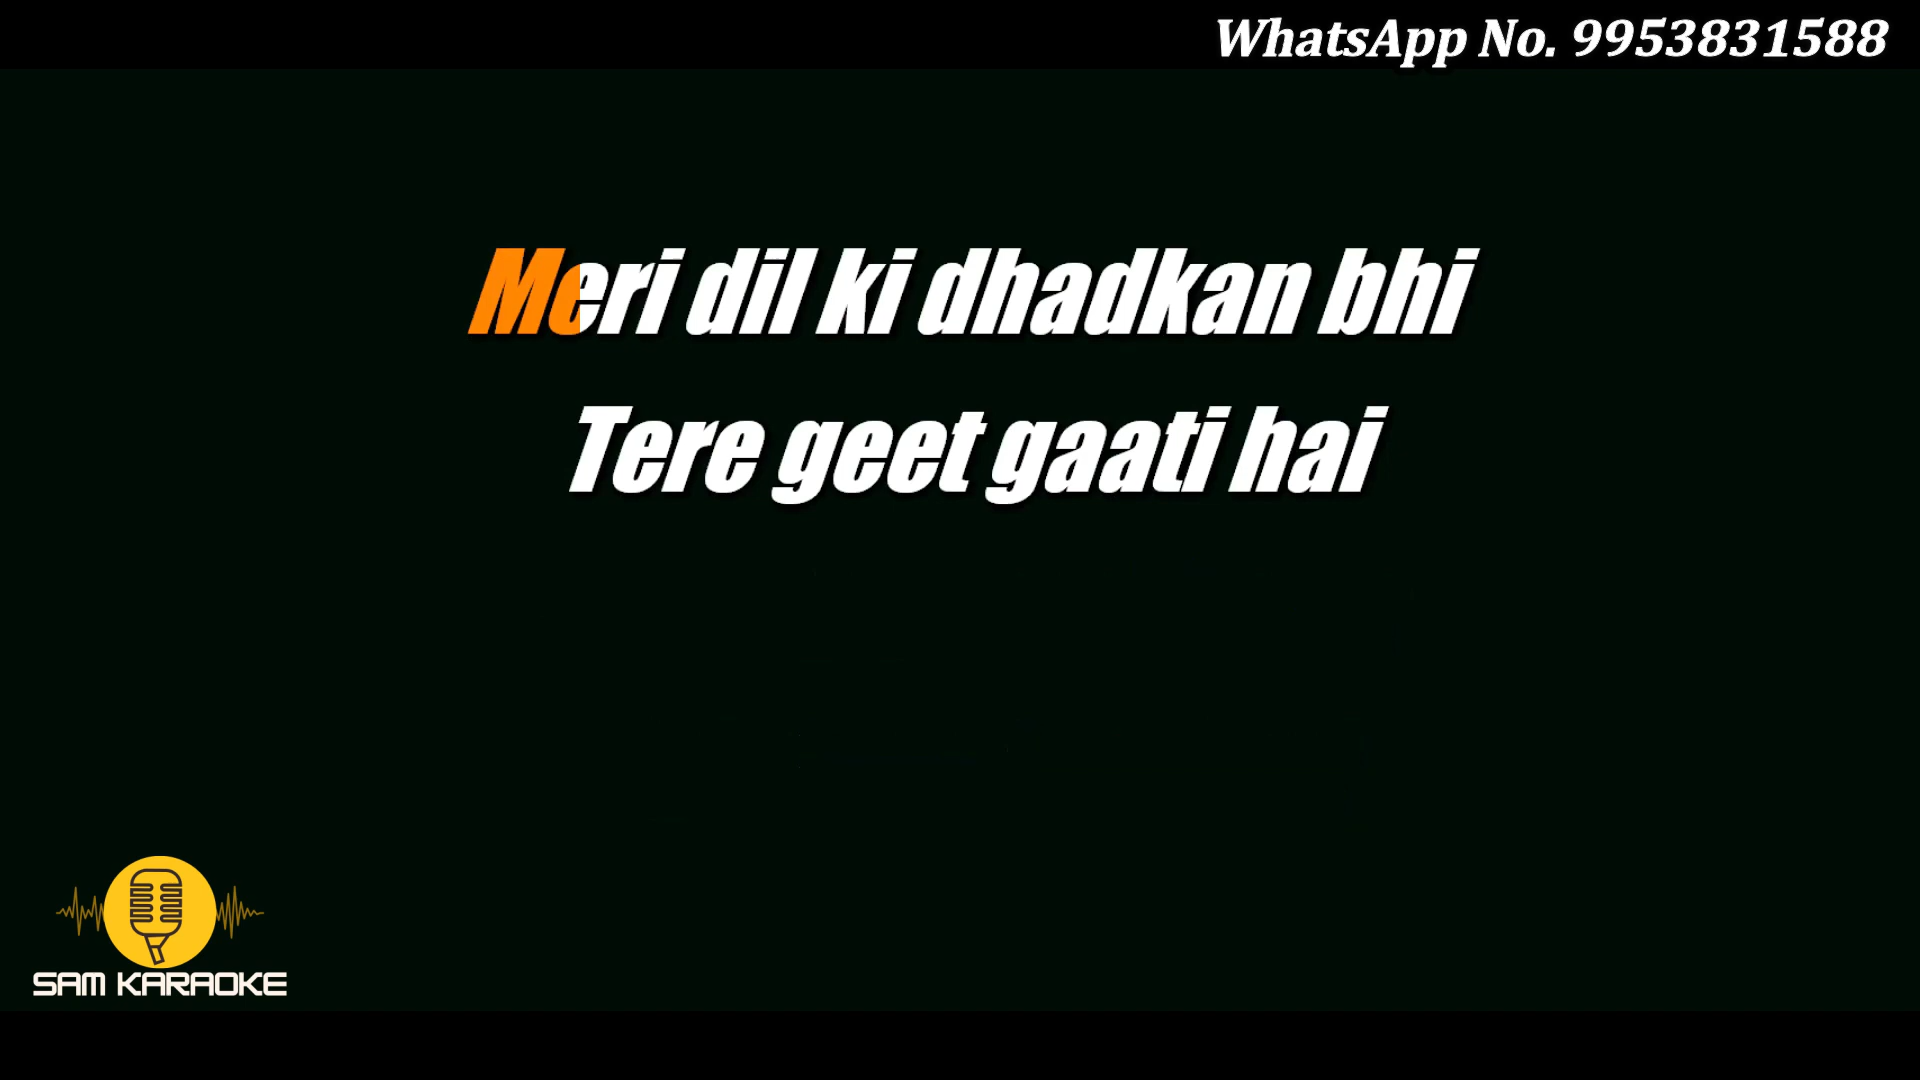 WhatsApp No. 9953831588
Meri dil ki dhadkan bhi
Tere geet gaati hai
SAM KARAOKE